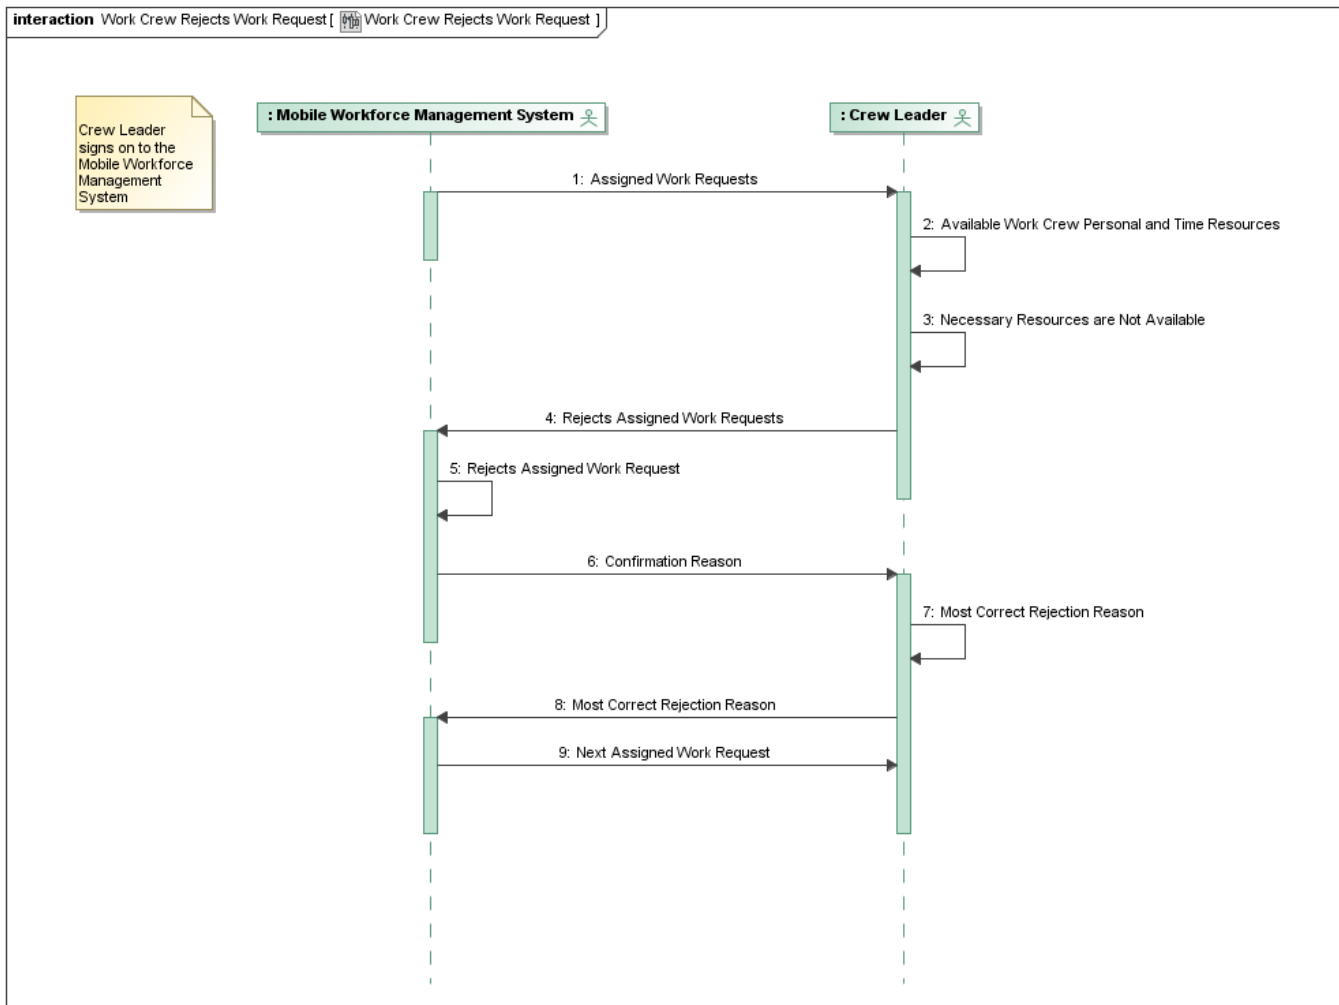 interaction Work Crew Rejects Work Request[ Work Crew Rejects Work Request ]
Crew Leader
signs on to the
Mobile Workforce
Management
System
: Mobile Workforce Management System
: Crew Leader
1: Assigned Work Requests
2: Available Work Crew Personal and Time Resources
3: Necessary Resources are Not Available
4: Rejects Assigned Work Requests
5: Rejects Assigned Work Request
6: Confirmation Reason
7: Most Correct Rejection Reason
8: Most Correct Rejection Reason
9: Next Assigned Work Request